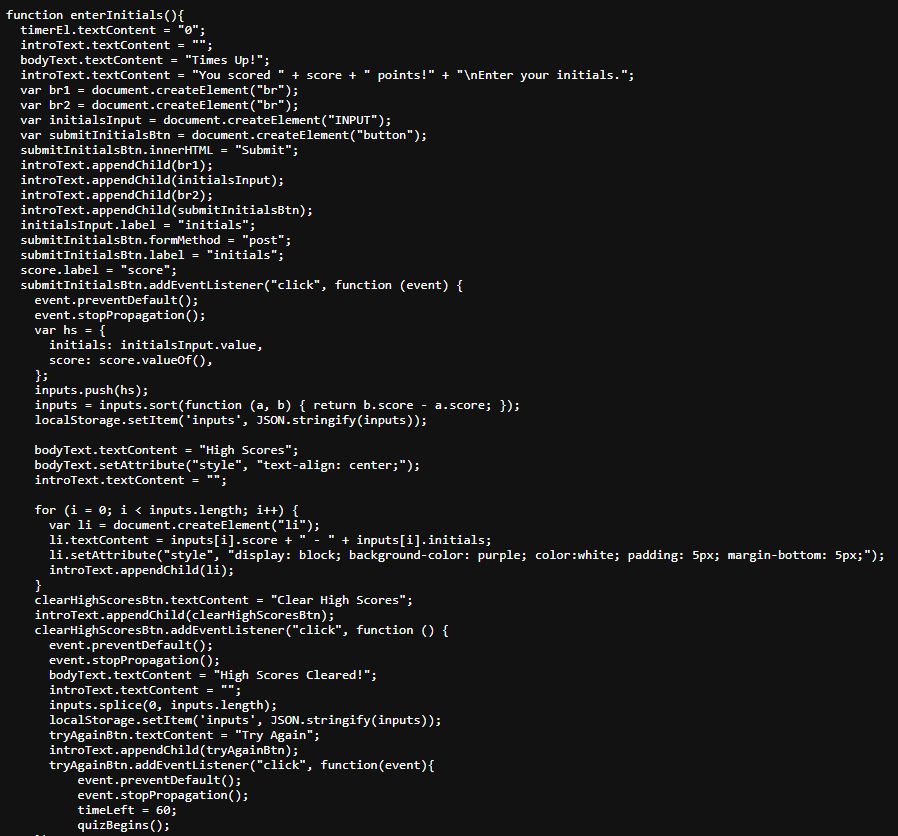 function enterInitials(){
  timerEl.textContent = "0";
  introText.textContent = "";
  bodyText.textContent = "Times Up!";
  introText.textContent = "You scored " + score + " points!" + "\nEnter your initials.";
  var br1 = document.createElement("br");
  var br2 = document.createElement("br");
  var initialsInput = document.createElement("INPUT");
  var submitInitialsBtn = document.createElement("button");
  submitInitialsBtn.innerHTML = "Submit";
  introText.appendChild(br1);
  introText.appendChild(initialsInput);
  introText.appendChild(br2);
  introText.appendChild(submitInitialsBtn);
  initialsInput.label = "initials";
  submitInitialsBtn.formMethod = "post";
  submitInitialsBtn.label = "initials";
  score.label = "score";
  submitInitialsBtn.addEventListener("click", function (event) {
    event.preventDefault();
    event.stopPropagation();
    var hs = {
      initials: initialsInput.value,
      score: score.valueOf(),
    };
    inputs.push(hs);
    inputs = inputs.sort(function (a, b) { return b.score - a.score; });
    localStorage.setItem('inputs', JSON.stringify(inputs));

    bodyText.textContent = "High Scores";
    bodyText.setAttribute("style", "text-align: center;");
    introText.textContent = "";

    for (i = 0; i < inputs.length; i++) {
      var li = document.createElement("li");
      li.textContent = inputs[i].score + " - " + inputs[i].initials;
      li.setAttribute("style", "display: block; background-color: purple; color:white; padding: 5px; margin-bottom: 5px;");
      introText.appendChild(li);
    }
    clearHighScoresBtn.textContent = "Clear High Scores";
    introText.appendChild(clearHighScoresBtn);
    clearHighScoresBtn.addEventListener("click", function () {
      event.preventDefault();
      event.stopPropagation();
      bodyText.textContent = "High Scores Cleared!";
      introText.textContent = "";
      inputs.splice(0, inputs.length);
      localStorage.setItem('inputs', JSON.stringify(inputs));
      tryAgainBtn.textContent = "Try Again";
      introText.appendChild(tryAgainBtn);
      tryAgainBtn.addEventListener("click", function(event){
          event.preventDefault();
          event.stopPropagation();
          timeLeft = 60;
          quizBegins();